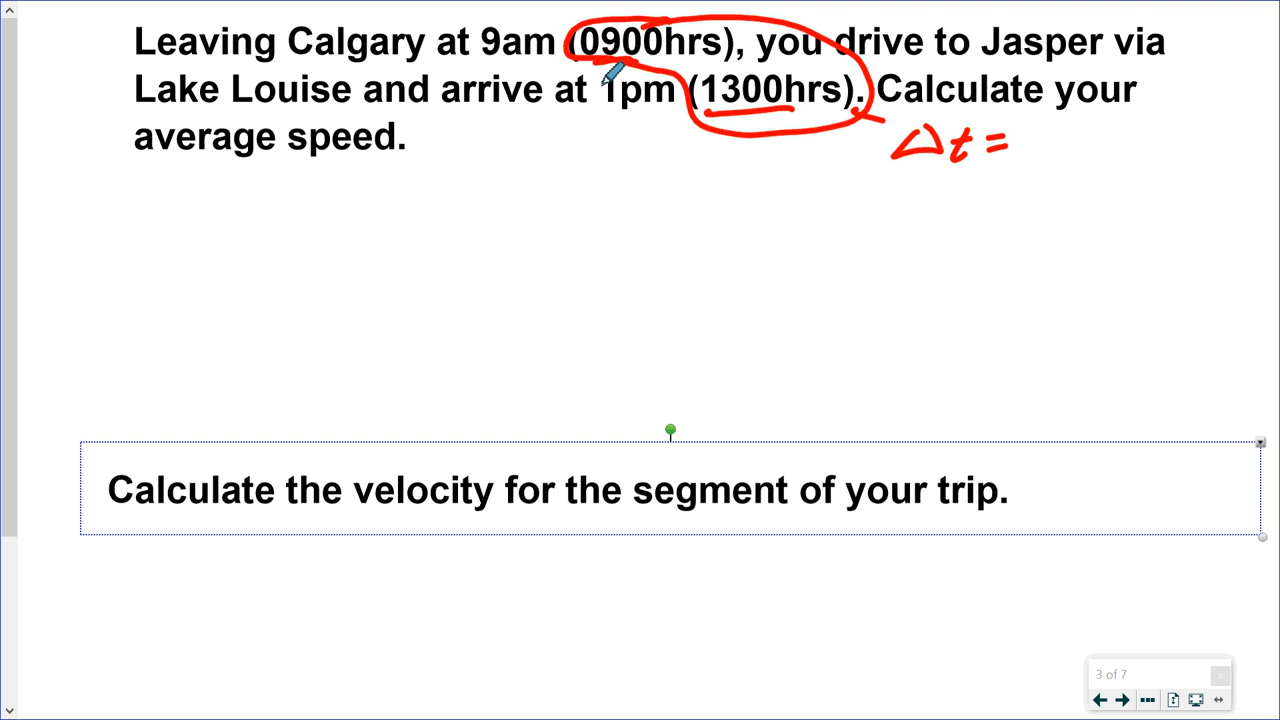 Leaving Calgary at 9am (0900hrs), you drive to Jasper via
Lake Louise and arrive at 1pm (1300hrs). Calculate your
average speed.
Δt =
Calculate the velocity for the segment of your trip.
3 of 7